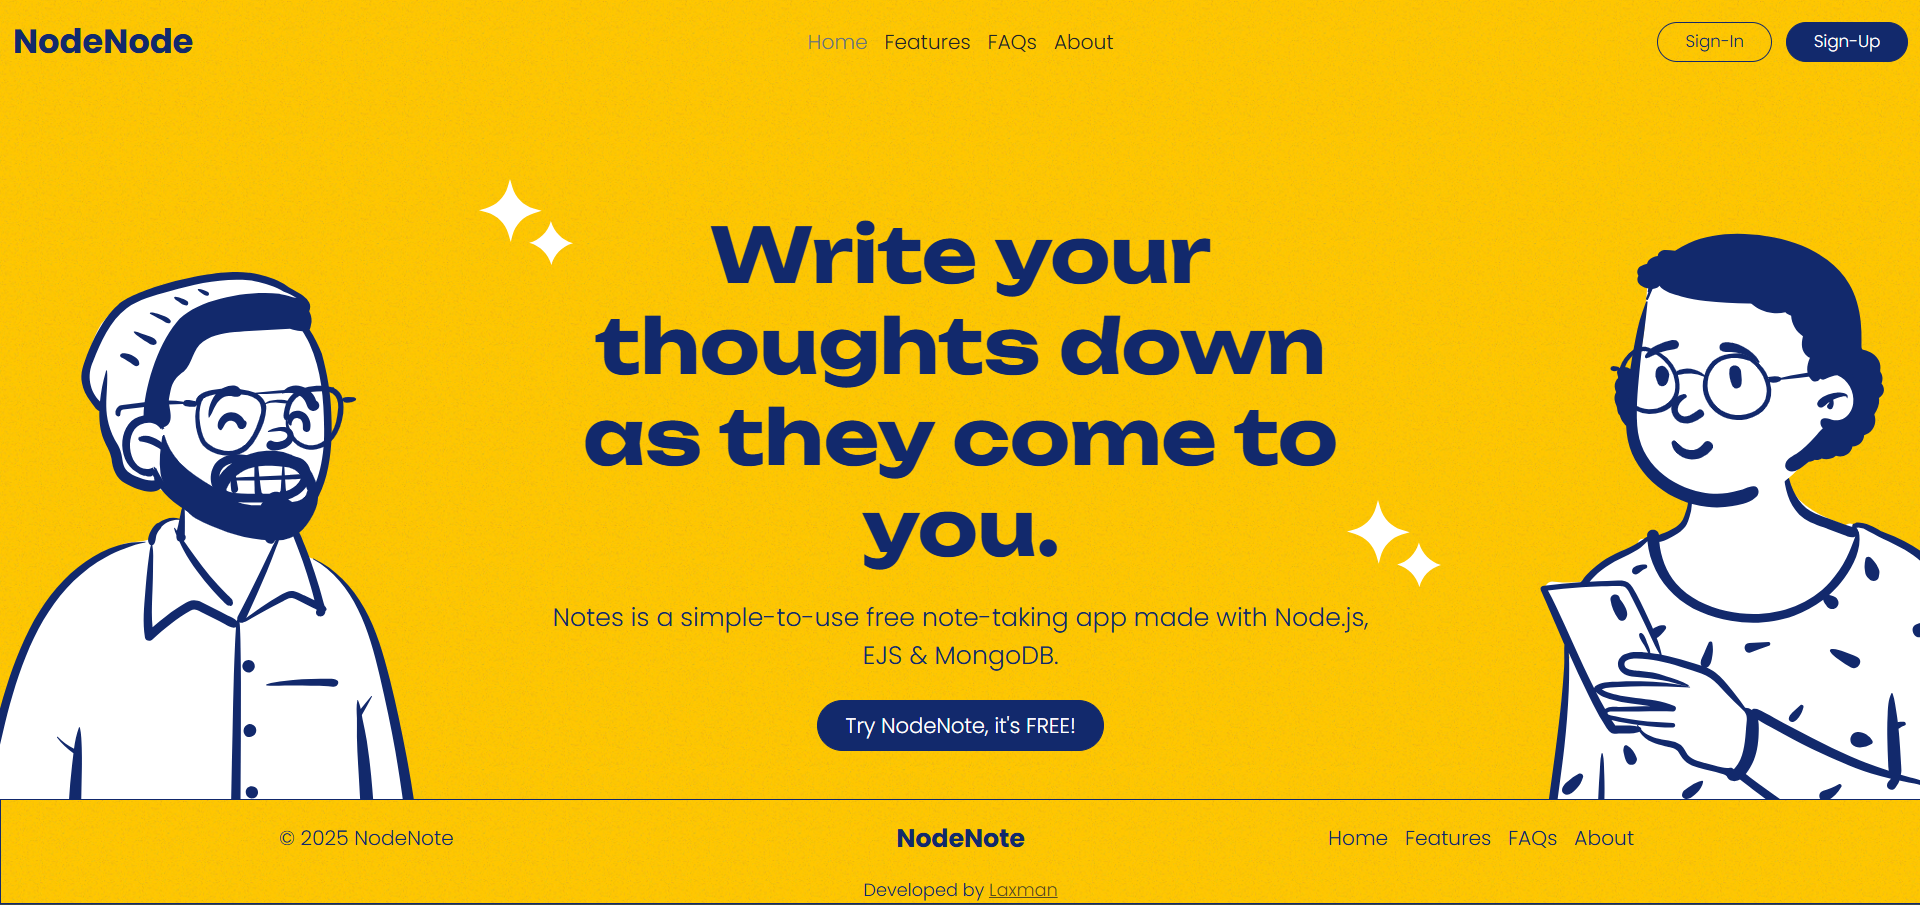 NodeNode
Home Features FAQs About
Sign-In Sign-Up
Write your
thoughts down
as they come to
you.
Notes is a simple-to-use free note-taking app made with Node.js,
EJS & MongoDB.
Try NodeNote, it's FREE!
© 2025 NodeNote
NodeNote
Home Features FAQs About
Developed by Laxman